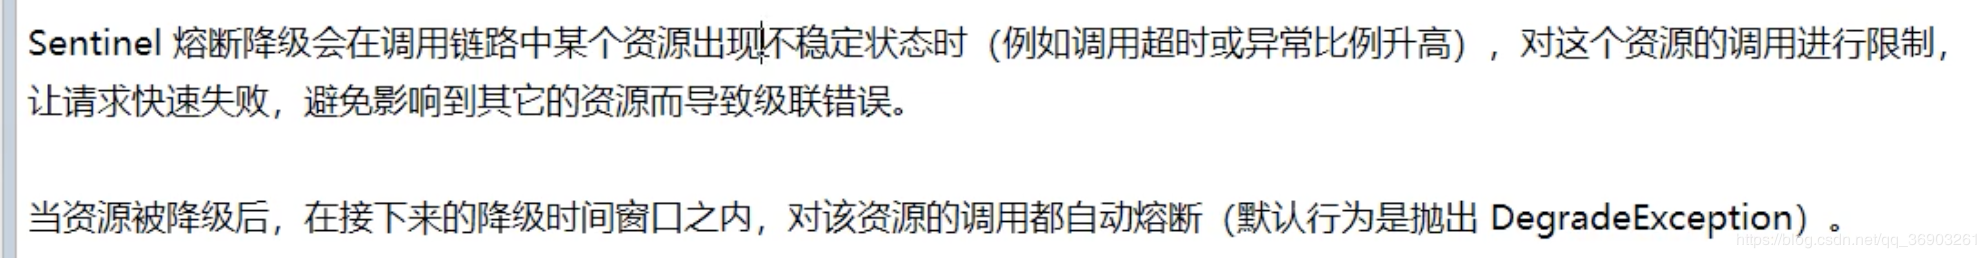 Sentinel 熔断降级会在调用链路中某个资源出现不稳定状态时（例如调用超时或异常比例升高），对这个资源的调用进行限制，
让请求快速失败，避免影响到其它的资源而导致级联错误。
当资源被降级后，在接下来的降级时间窗口之内，对该资源的调用都自动熔断（默认行为是抛出 DegradeException）。
https://blog.csdn.net/qq_36903261